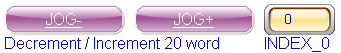 JOG- JOG+ 0
Decrement / Increment 20 word INDEX_0